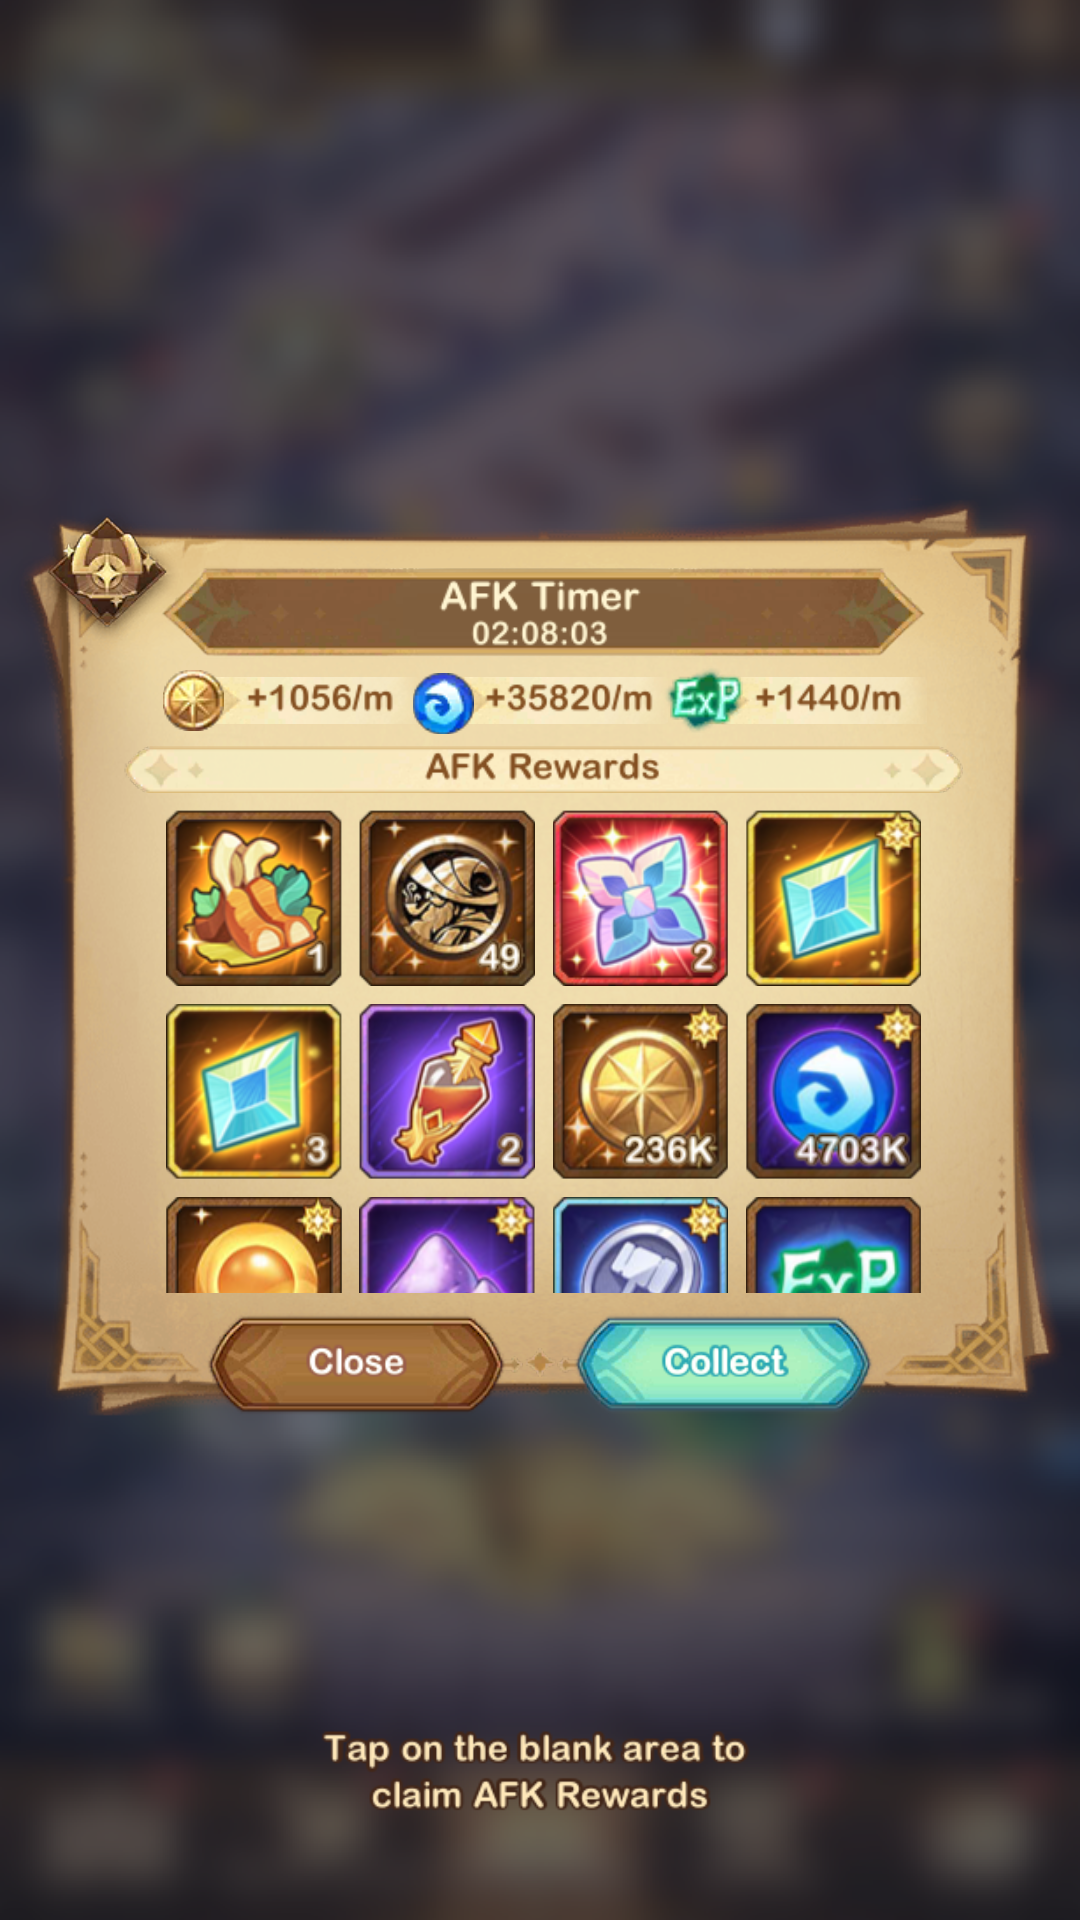 AFK Timer
02:08:03
+1056/m
+35820/m
ExP
+1440/m
AFK Rewards
1
49
2
3
2
236K
4703K
ExP
Close
Collect
Tap on the blank area to
claim AFK Rewards